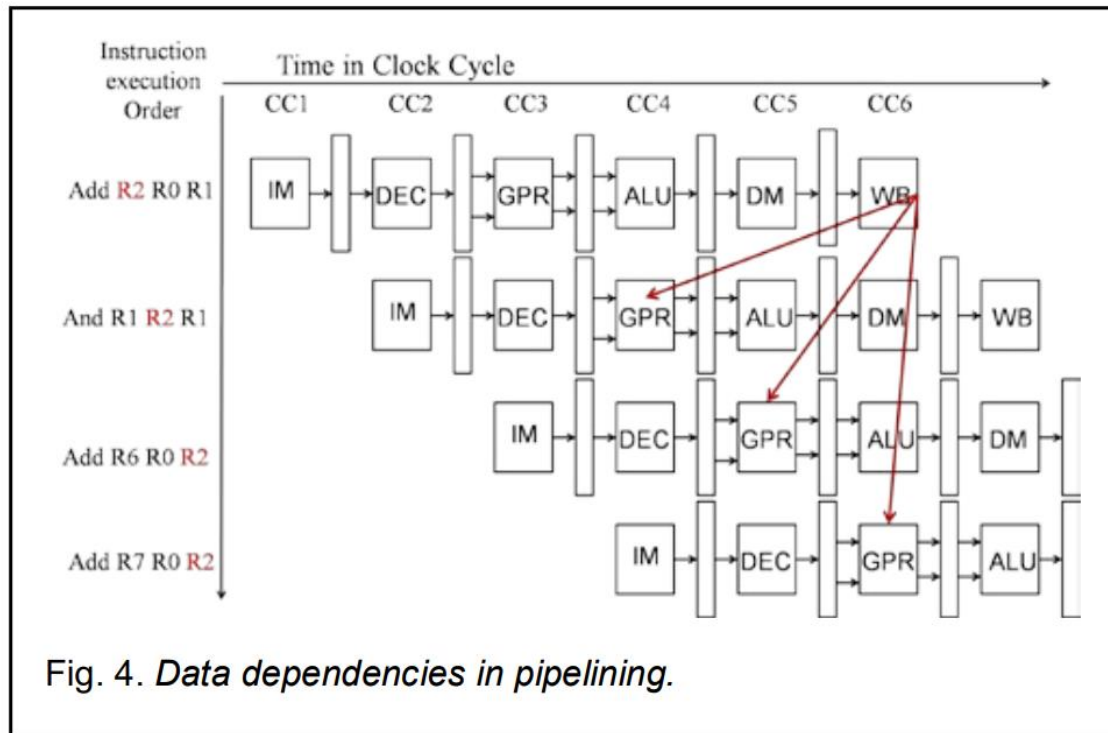 Instruction
execution
Order
Time in Clock Cycle
CC1 CC2 CC3 CC4 CC5 CC6
Add R2 R0 R1
IM DEC GPR ALU DM WB
And R1 R2 R1
IM DEC GPR ALU DM WB
Add R6 R0 R2
IM DEC GPR ALU DM
Add R7 R0 R2
IM DEC GPR ALU
Fig. 4. Data dependencies in pipelining.